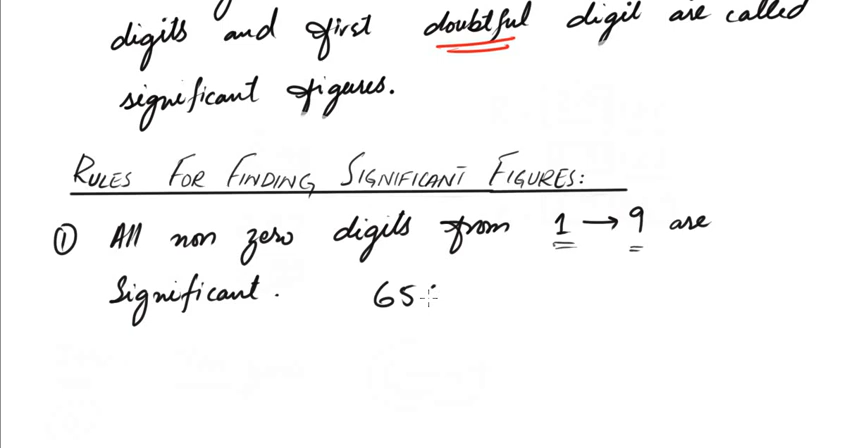 digits and first doubtful digit are called
significant figures.
RULES FOR FINDING SIGNIFICANT FIGURES:
① All non zero digits from 1 → 9 are
Significant. 65